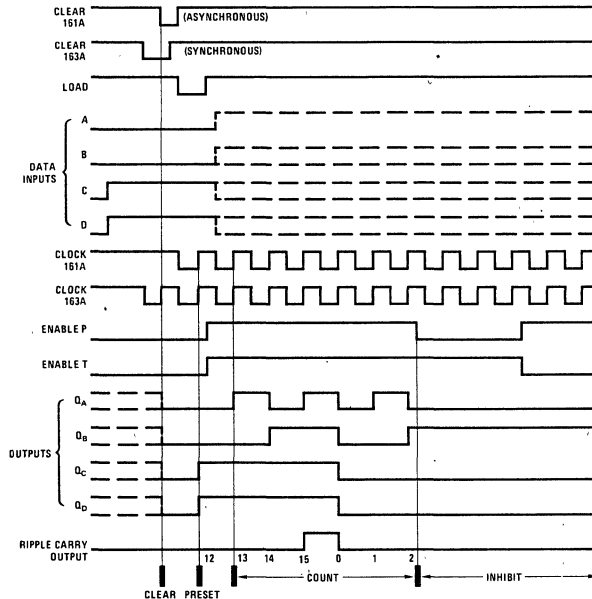 CLEAR
161A
(ASYNCHRONOUS)
CLEAR
163A
(SYNCHRONOUS)
LOAD
A
B
DATA
INPUTS
C
D
CLOCK
161A
CLOCK
163A
ENABLE P
ENABLE T
QA
QB
OUTPUTS
QC
QD
RIPPLE CARRY
OUTPUT
12 13 14 15 0 1 2
COUNT
INHIBIT
CLEAR PRESET